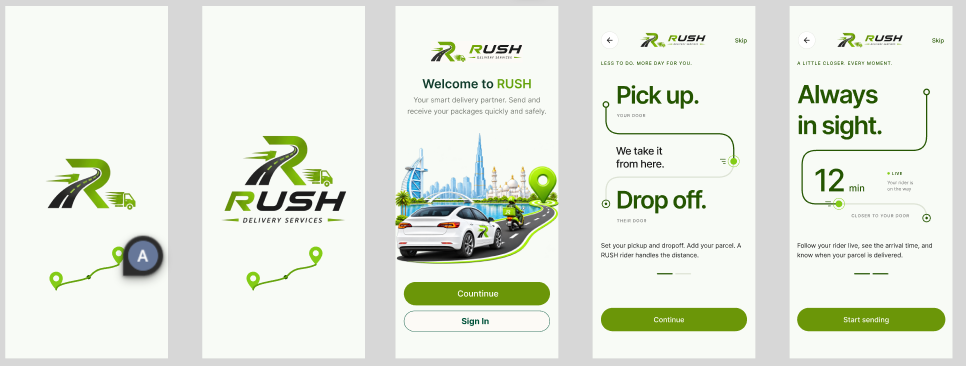 A
RUSH
DELIVERY SERVICES
RUSH
DELIVERY SERVICES
Welcome to RUSH
Your smart delivery partner. Send and
receive your packages quickly and safely.
Countinue
Sign In
RUSH
DELIVERY SERVICES
Skip
LESS TO DO. MORE DAY FOR YOU.
Pick up.
YOUR DOOR
We take it
from here.
Drop off.
THEIR DOOR
Set your pickup and dropoff. Add your parcel. A
RUSH rider handles the distance.
Continue
RUSH
DELIVERY SERVICES
Skip
A LITTLE CLOSER. EVERY MOMENT.
Always
in sight.
12 min
LIVE
Your rider is
on the way
CLOSER TO YOUR DOOR
Follow your rider live, see the arrival time, and
know when your parcel is delivered.
Start sending